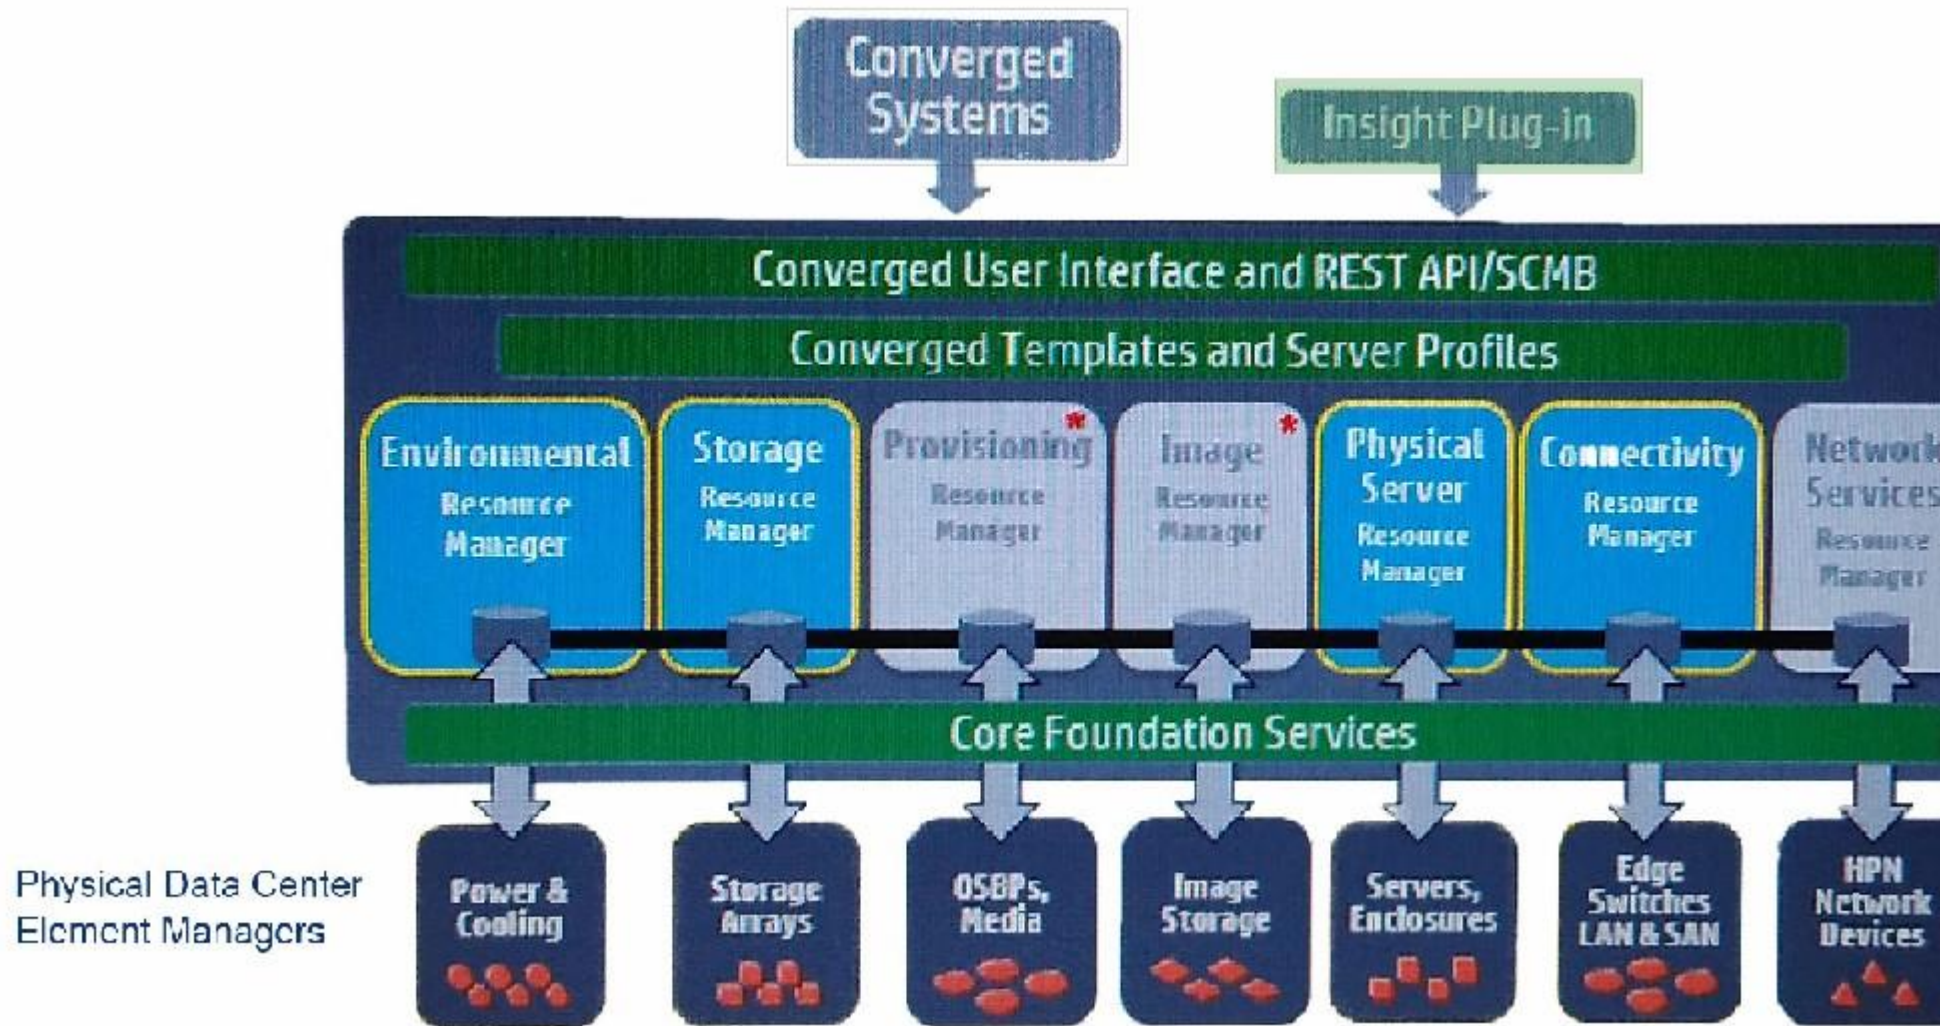 Converged
Systems
Insight Plug-in
Converged User Interface and REST API/SCMB
Converged Templates and Server Profiles
Environmental
Resource
Manager
Storage
Resource
Manager
Provisioning *
Resource
Manager
Image *
Resource
Manager
Physical
Server
Resource
Manager
Connectivity
Resource
Manager
Network
Services
Resource
Manager
Core Foundation Services
Physical Data Center
Element Managers
Power &
Cooling
Storage
Arrays
OSBPs,
Media
Image
Storage
Servers,
Enclosures
Edge
Switches
LAN & SAN
HPN
Network
Devices